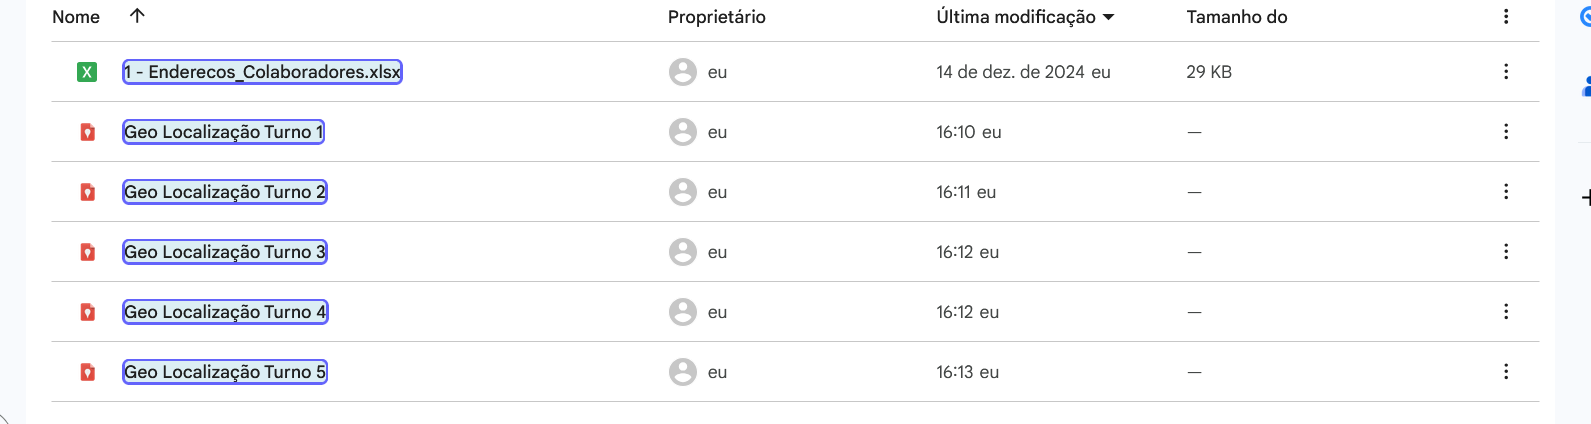 Nome Proprietário Última modificação Tamanho do
X 1 - Enderecos_Colaboradores.xlsx eu 14 de dez. de 2024 eu 29 KB
Geo Localização Turno 1 eu 16:10 eu —
Geo Localização Turno 2 eu 16:11 eu —
Geo Localização Turno 3 eu 16:12 eu —
Geo Localização Turno 4 eu 16:12 eu —
Geo Localização Turno 5 eu 16:13 eu —